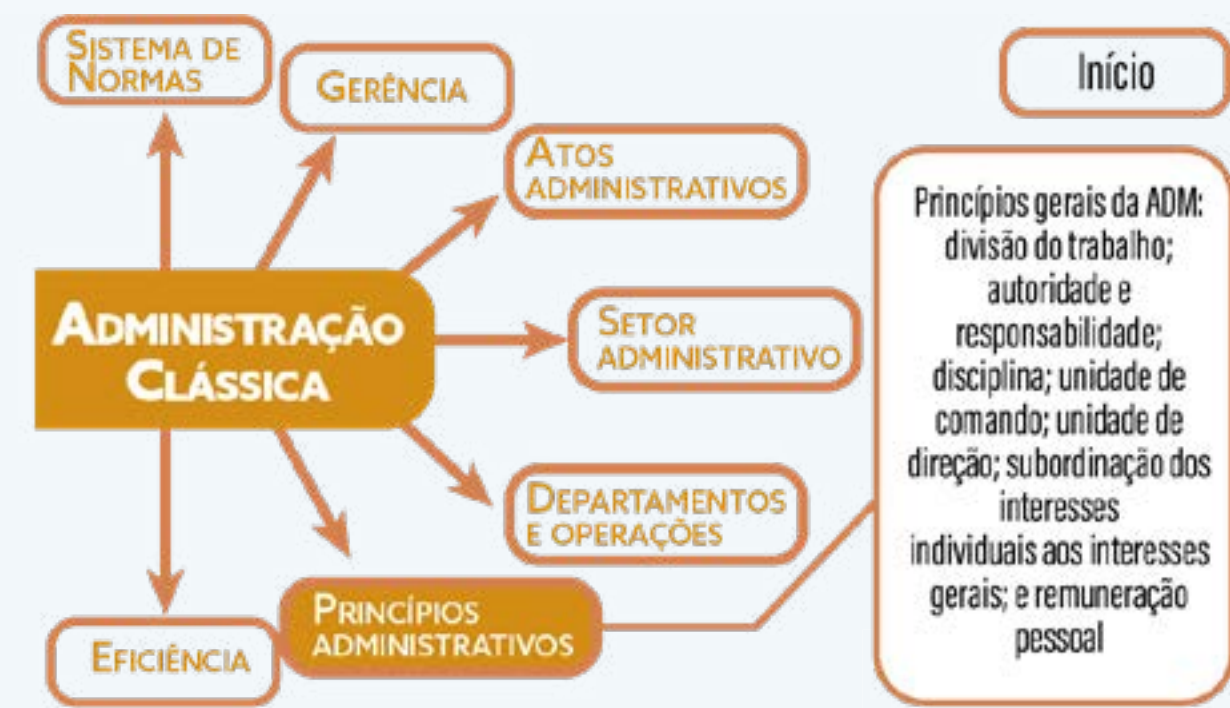 SISTEMA DE
NORMAS
GERÊNCIA
ATOS
ADMINISTRATIVOS
SETOR
ADMINISTRATIVO
ADMINISTRAÇÃO
CLÁSSICA
DEPARTAMENTOS
E OPERAÇÕES
PRINCÍPIOS
ADMINISTRATIVOS
EFICIÊNCIA
Início
Princípios gerais da ADM:
divisão do trabalho;
autoridade e
responsabilidade;
disciplina; unidade de
comando; unidade de
direção; subordinação dos
interesses
individuais aos interesses
gerais; e remuneração
pessoal